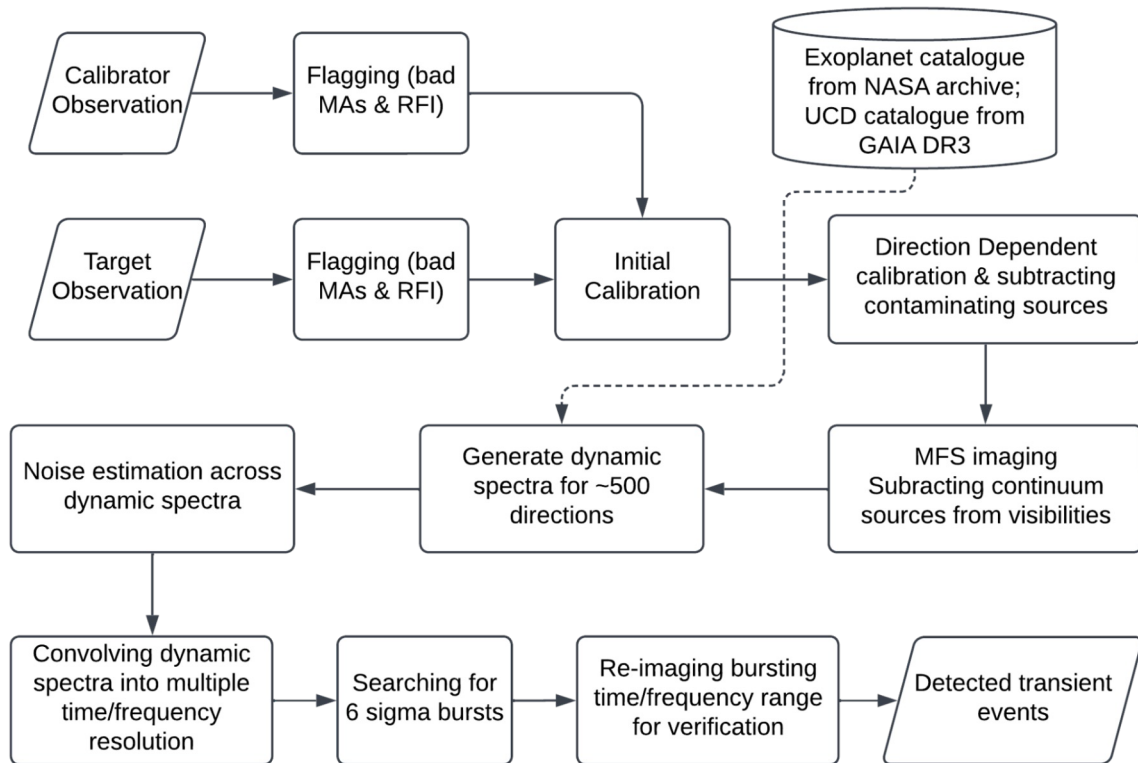 Calibrator
Observation
Flagging (bad
MAs & RFI)
Exoplanet catalogue
from NASA archive;
UCD catalogue from
GAIA DR3
Target
Observation
Flagging (bad
MAs & RFI)
Initial
Calibration
Direction Dependent
calibration & subtracting
contaminating sources
MFS imaging
Subracting continuum
sources from visibilities
Generate dynamic
spectra for ~500
directions
Noise estimation across
dynamic spectra
Convolving dynamic
spectra into multiple
time/frequency
resolution
Searching for
6 sigma bursts
Re-imaging bursting
time/frequency range
for verification
Detected transient
events